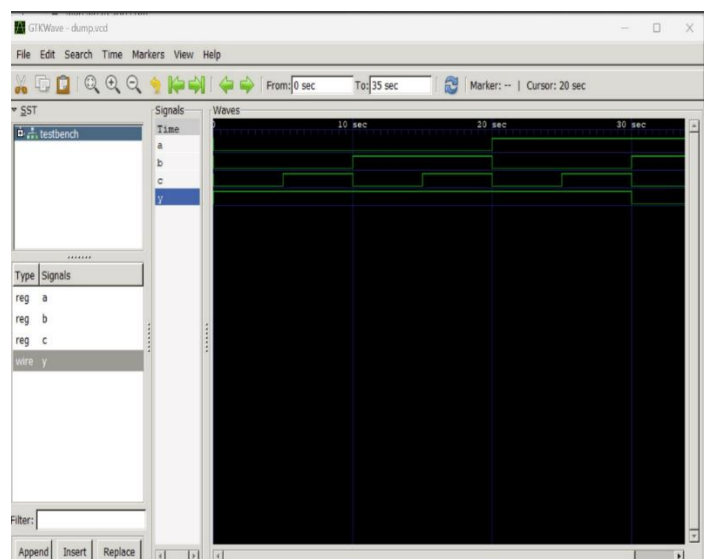 GTKWave - dump.vcd
File Edit Search Time Markers View Help
From: 0 sec To: 35 sec Marker: -- | Cursor: 20 sec
SST
testbench
Type Signals
reg a
reg b
reg c
wire y
Filter:
Append Insert Replace
Signals
Time
a
b
c
y
Waves
0 10 sec 20 sec 30 sec